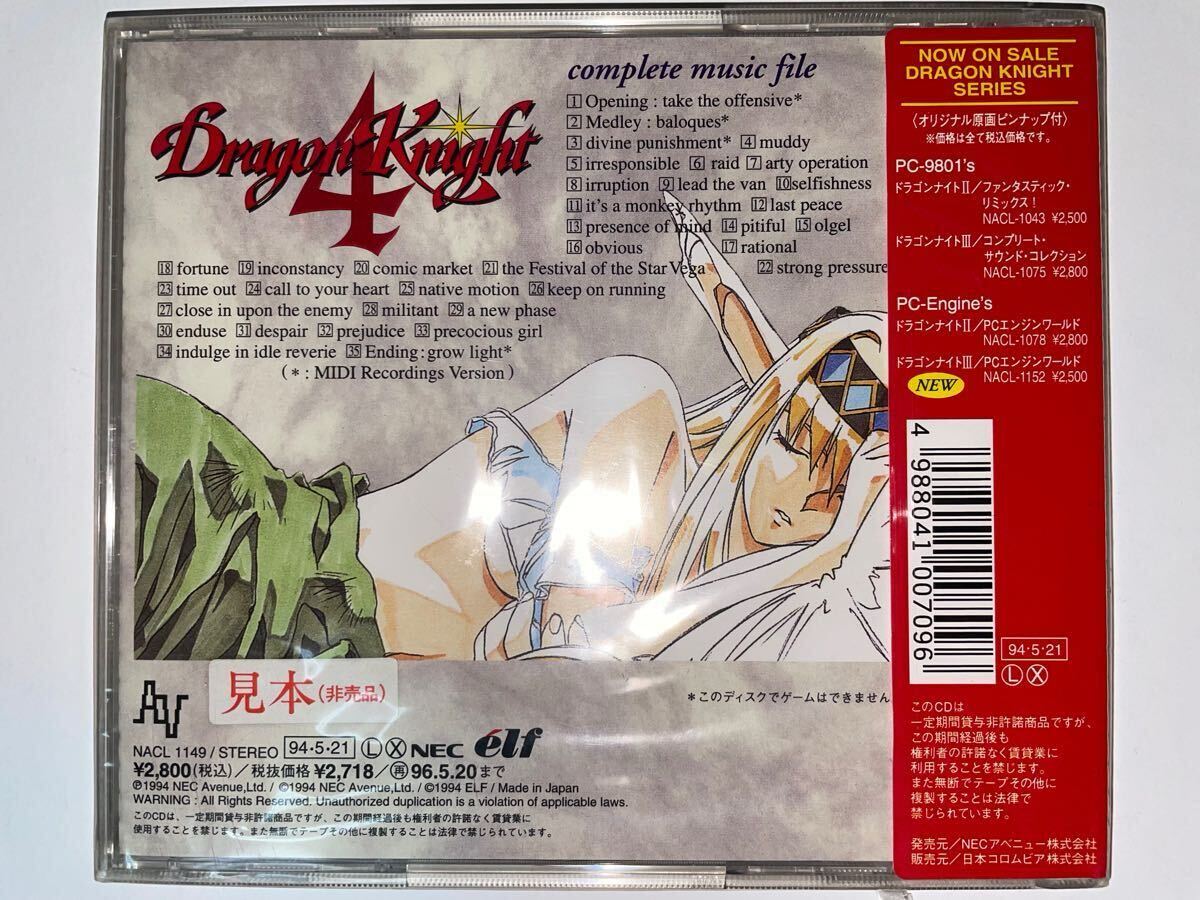 Dragon Knight 4
complete music file
1 Opening : take the offensive*
2 Medley : baloques*
3 divine punishment* 4 muddy
5 irresponsible 6 raid 7 arty operation
8 irruption 9 lead the van 10 selfishness
11 it's a monkey rhythm 12 last peace
13 presence of mind 14 pitiful 15 olgel
16 obvious 17 rational
18 fortune 19 inconstancy 20 comic market 21 the Festival of the Star Vega 22 strong pressure
23 time out 24 call to your heart 25 native motion 26 keep on running
27 close in upon the enemy 28 militant 29 a new phase
30 enduse 31 despair 32 prejudice 33 precocious girl
34 indulge in idle reverie 35 Ending : grow light*
( * : MIDI Recordings Version )
見本(非売品)
*このディスクでゲームはできません
AV
NACL 1149 / STEREO 94・5・21 Ⓛ Ⓧ NEC élf
¥2,800(税込)/税抜価格 ¥2,718/㊢96.5.20まで
℗1994 NEC Avenue,Ltd. / ©1994 NEC Avenue,Ltd. / ©1994 ELF / Made in Japan
WARNING : All Rights Reserved. Unauthorized duplication is a violation of applicable laws.
このCDは、一定期間貸与非許諾商品ですが、この期間経過後も権利者の許諾なく賃貸業に
使用することを禁じます。また無断でテープその他に複製することは法律で禁じられています。
NOW ON SALE
DRAGON KNIGHT
SERIES
〈オリジナル原画ピンナップ付〉
※価格は全て税込価格です。
PC-9801's
ドラゴンナイトⅡ/ファンタスティック・
リミックス!
NACL-1043 ¥2,500
ドラゴンナイトⅢ/コンプリート・
サウンド・コレクション
NACL-1075 ¥2,800
PC-Engine's
ドラゴンナイトⅡ/PCエンジンワールド
NACL-1078 ¥2,800
ドラゴンナイトⅢ/PCエンジンワールド
NEW NACL-1152 ¥2,500
4 988041 007096
94・5・21
Ⓛ Ⓧ
このCDは
一定期間貸与非許諾商品ですが、
この期間経過後も
権利者の許諾なく賃貸業に
利用することを禁じます。
また無断でテープその他に
複製することは法律で
禁じられています。
発売元/NECアベニュー株式会社
販売元/日本コロムビア株式会社